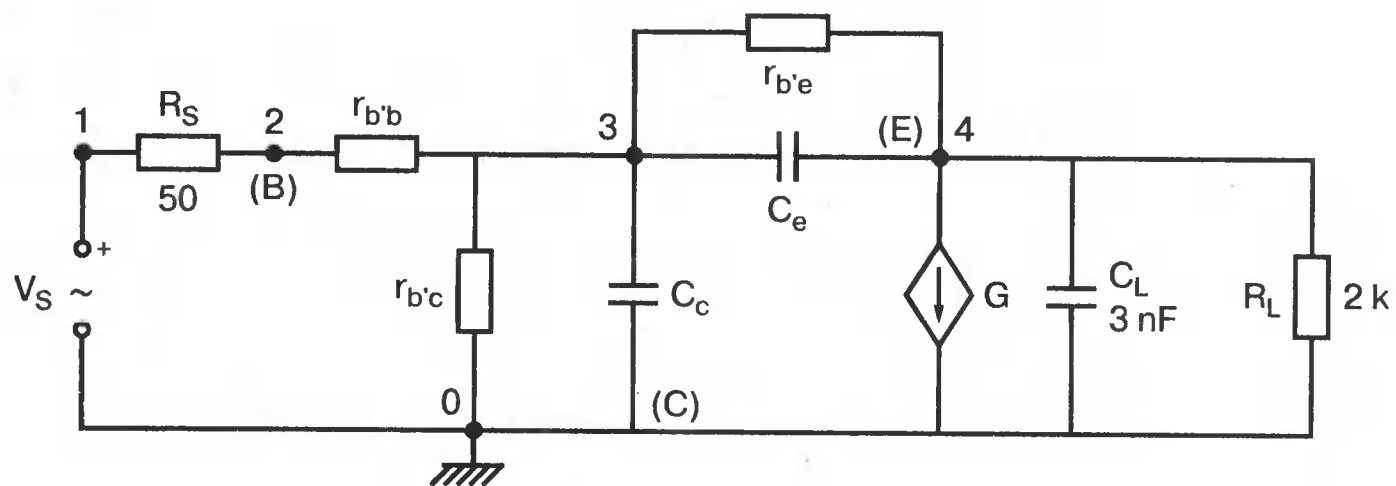 r_b'e
1
R_S
2
r_b'b
3
(E)
4
50
(B)
C_e
+
V_S
~
r_b'c
C_c
G
C_L
3 nF
R_L
2 k
0
(C)